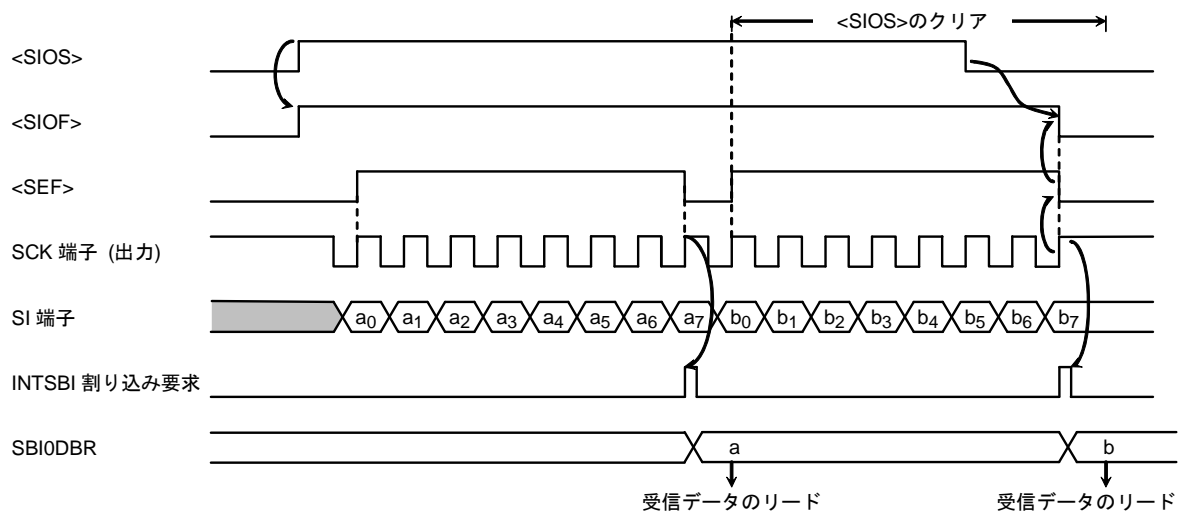 <SIOS>のクリア
<SIOS>
<SIOF>
<SEF>
SCK 端子 (出力)
SI 端子
a0 a1 a2 a3 a4 a5 a6 a7 b0 b1 b2 b3 b4 b5 b6 b7
INTSBI 割り込み要求
SBI0DBR
a b
受信データのリード 受信データのリード